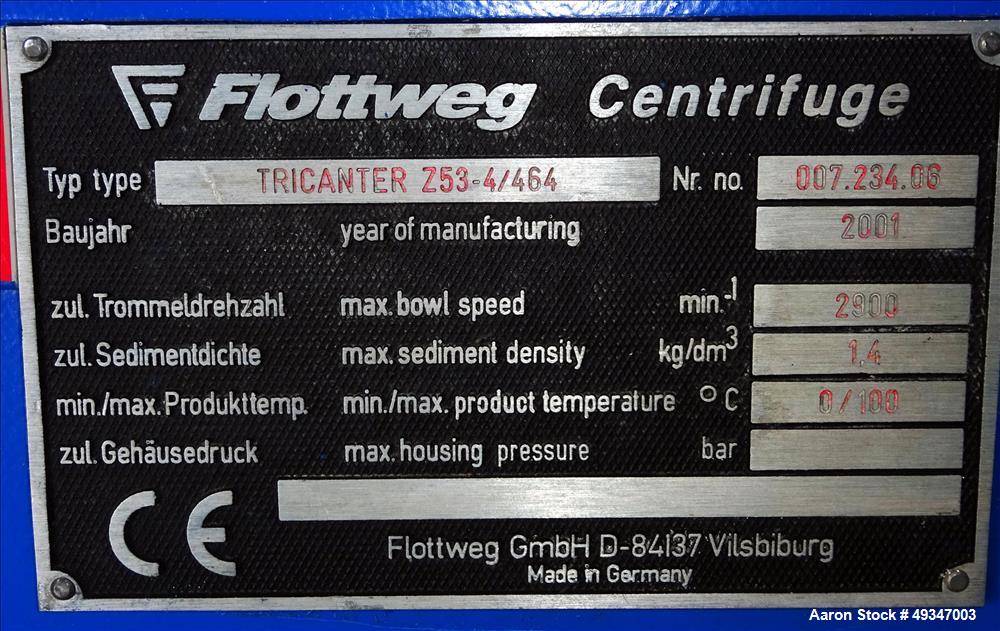 Flottweg Centrifuge
Typ type TRICANTER Z53-4/464 Nr. no. 007.234.06
Baujahr year of manufacturing 2001
zul. Trommeldrehzahl max. bowl speed min.-1 2900
zul. Sedimentdichte max. sediment density kg/dm3 1,4
min./max. Produkttemp. min./max. product temperature °C 0/100
zul. Gehäusedruck max. housing pressure bar
CE
Flottweg GmbH D-84137 Vilsbiburg
Made in Germany
Aaron Stock # 49347003